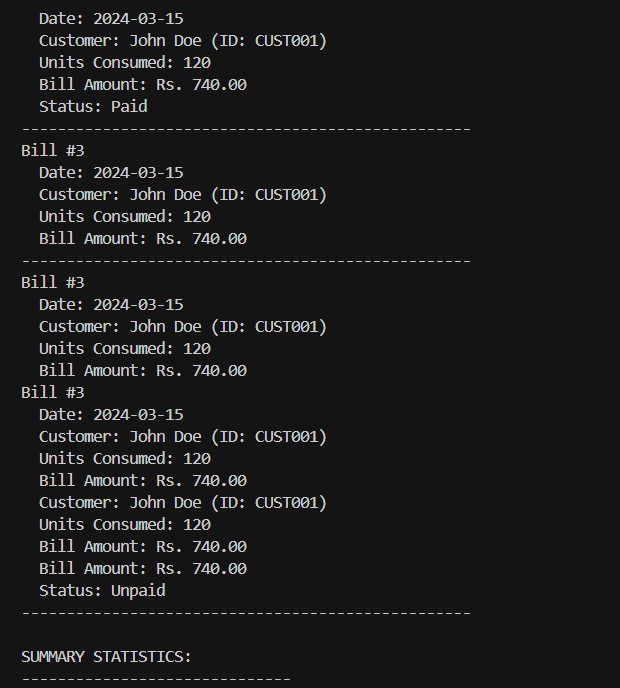 Date: 2024-03-15
Customer: John Doe (ID: CUST001)
Units Consumed: 120
Bill Amount: Rs. 740.00
Status: Paid
--------------------------------------------------
Bill #3
Date: 2024-03-15
Customer: John Doe (ID: CUST001)
Units Consumed: 120
Bill Amount: Rs. 740.00
--------------------------------------------------
Bill #3
Date: 2024-03-15
Customer: John Doe (ID: CUST001)
Units Consumed: 120
Bill Amount: Rs. 740.00
Bill #3
Date: 2024-03-15
Customer: John Doe (ID: CUST001)
Units Consumed: 120
Bill Amount: Rs. 740.00
Customer: John Doe (ID: CUST001)
Units Consumed: 120
Bill Amount: Rs. 740.00
Bill Amount: Rs. 740.00
Status: Unpaid
--------------------------------------------------
SUMMARY STATISTICS:
------------------------------